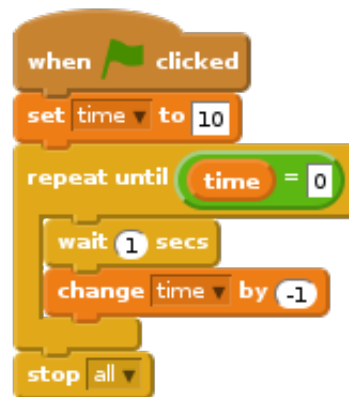 when clicked
set time to 10
repeat until time = 0
wait 1 secs
change time by -1
stop all